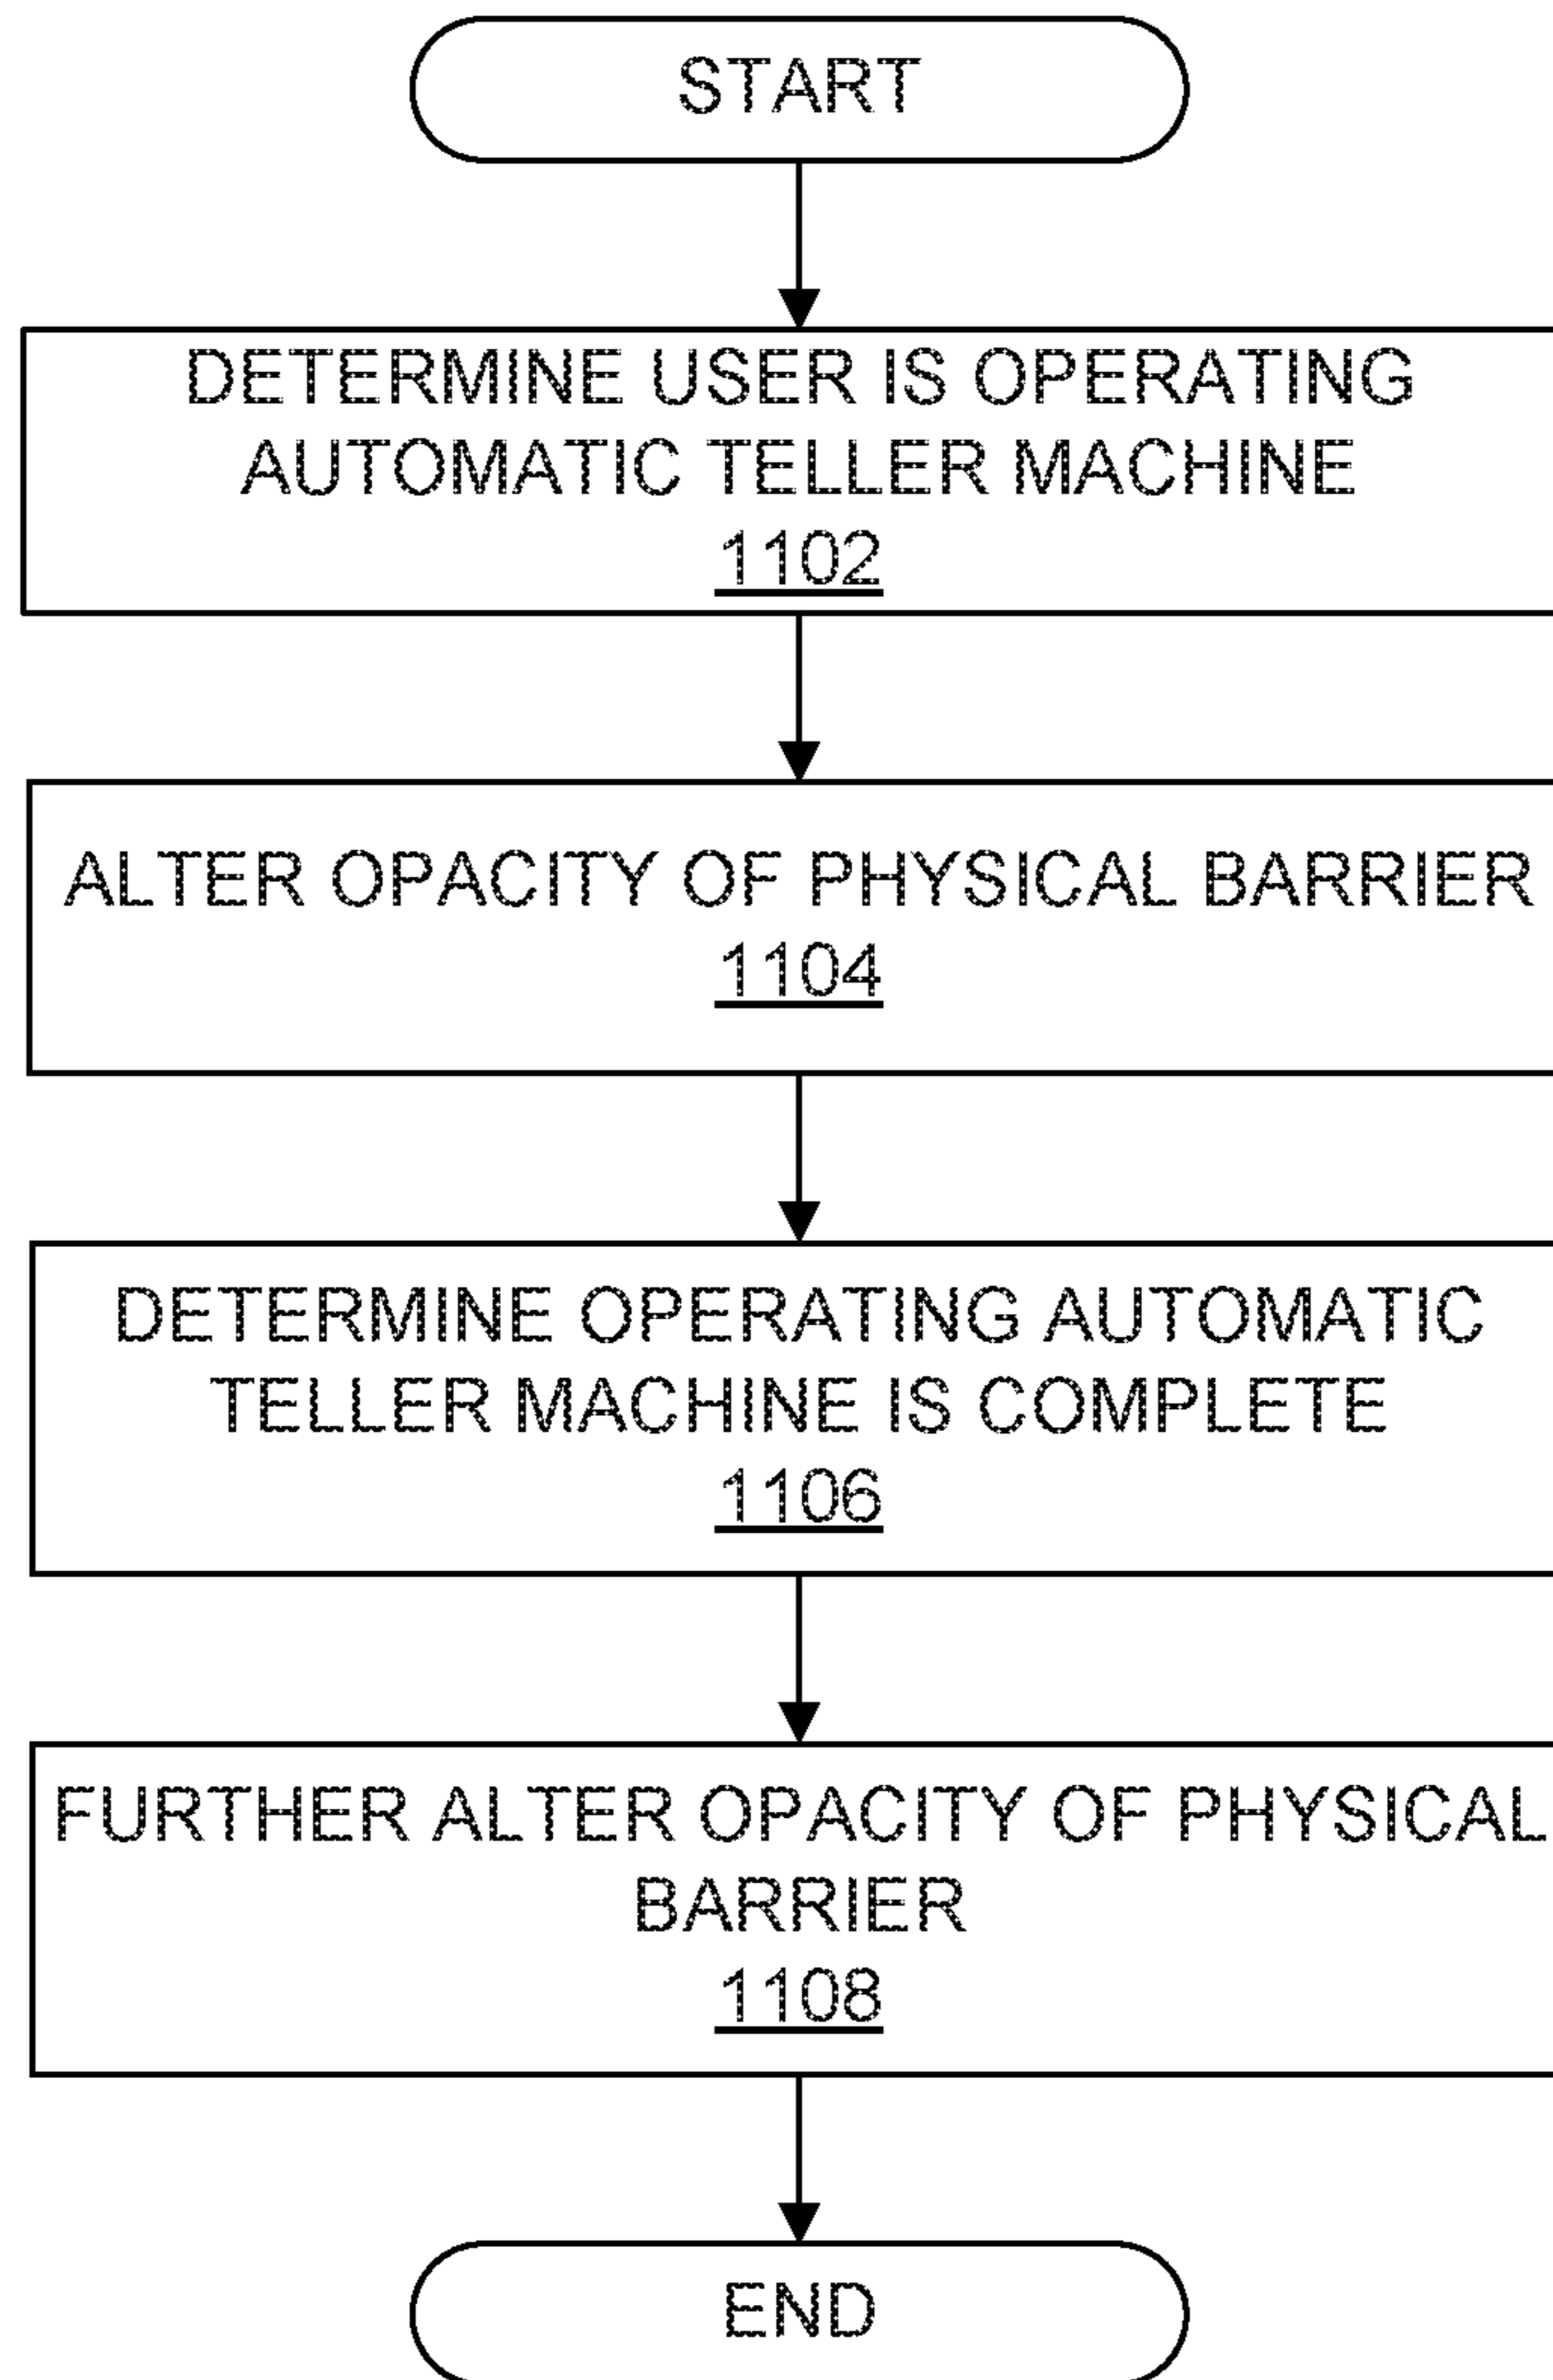 START
DETERMINE USER IS OPERATING
AUTOMATIC TELLER MACHINE
1102
ALTER OPACITY OF PHYSICAL BARRIER
1104
DETERMINE OPERATING AUTOMATIC
TELLER MACHINE IS COMPLETE
1106
FURTHER ALTER OPACITY OF PHYSICAL
BARRIER
1108
END